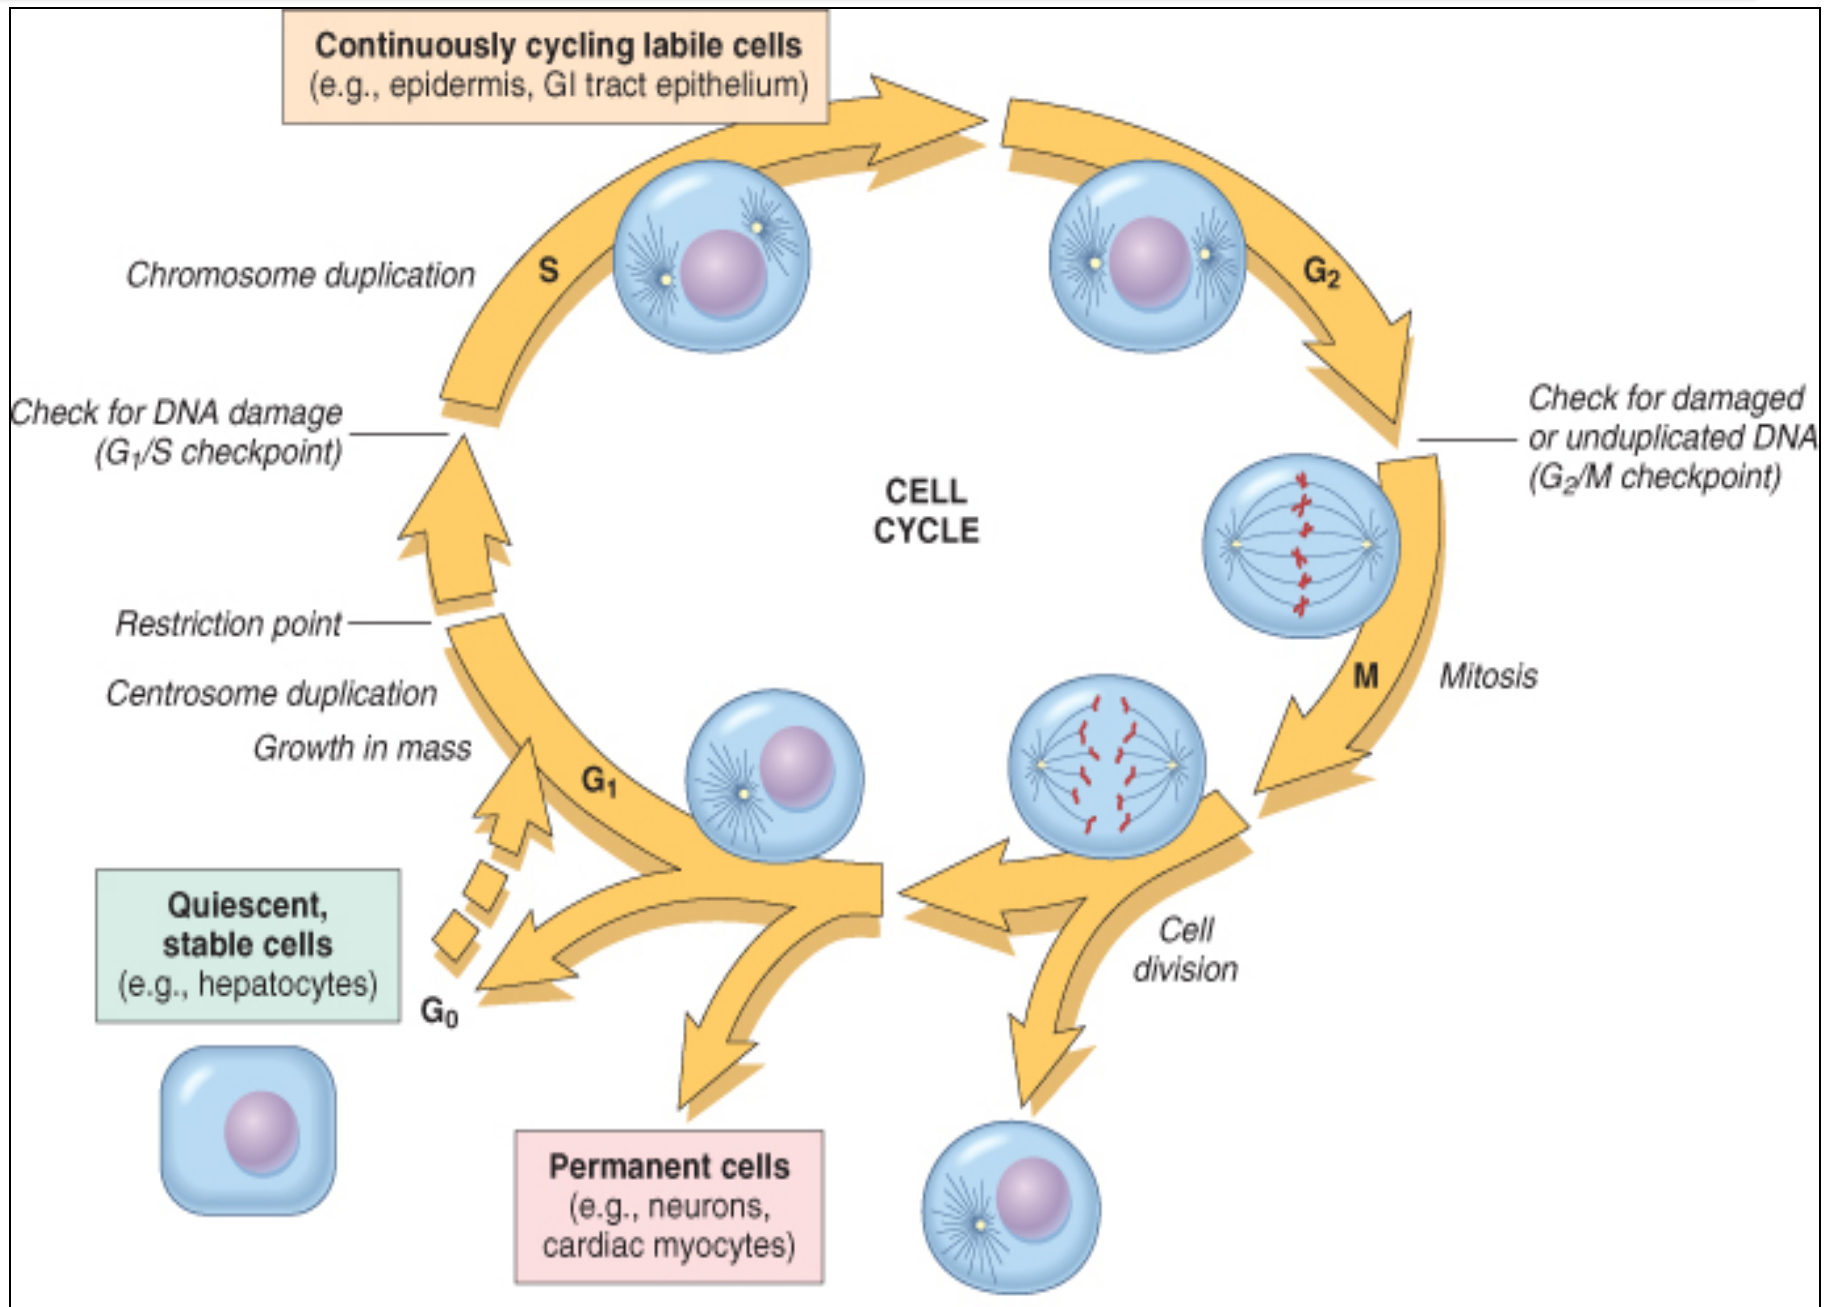 Continuously cycling labile cells
(e.g., epidermis, GI tract epithelium)
Chromosome duplication
S
G₂
Check for DNA damage
(G₁/S checkpoint)
Check for damaged
or unduplicated DNA
(G₂/M checkpoint)
CELL
CYCLE
Restriction point
Centrosome duplication
Growth in mass
M
Mitosis
G₁
Quiescent,
stable cells
(e.g., hepatocytes)
G₀
Cell
division
Permanent cells
(e.g., neurons,
cardiac myocytes)